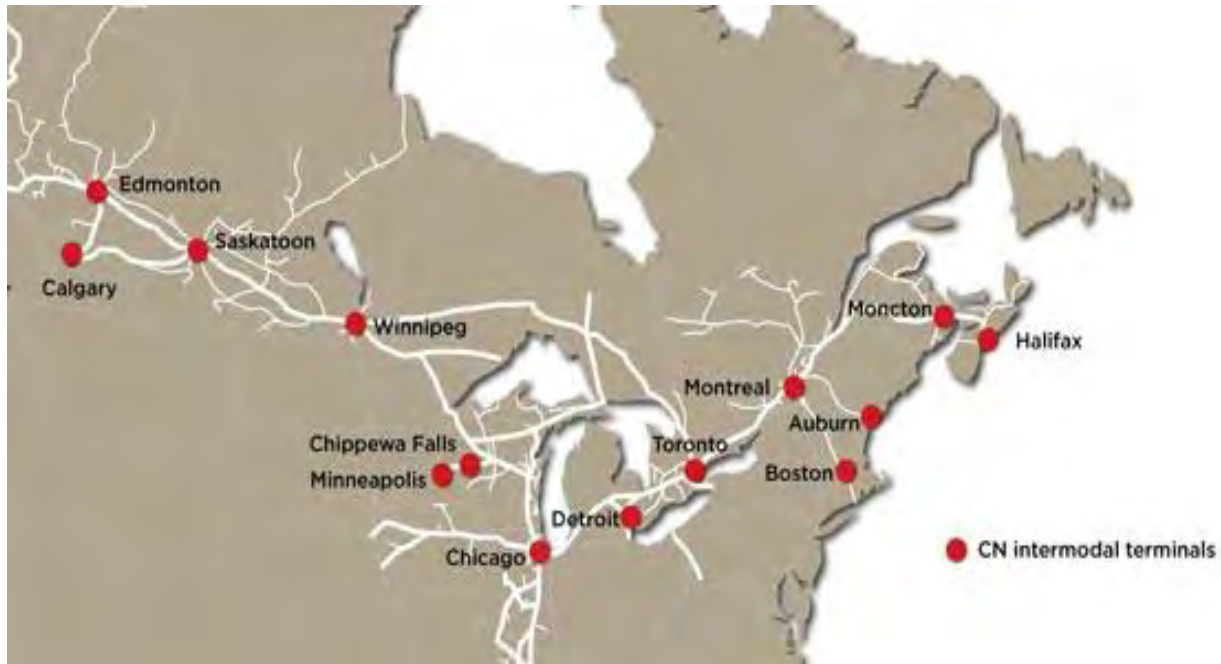 Edmonton
Saskatoon
Calgary
Winnipeg
Moncton
Halifax
Montreal
Auburn
Chippewa Falls
Toronto
Minneapolis
Boston
Detroit
Chicago
CN intermodal terminals